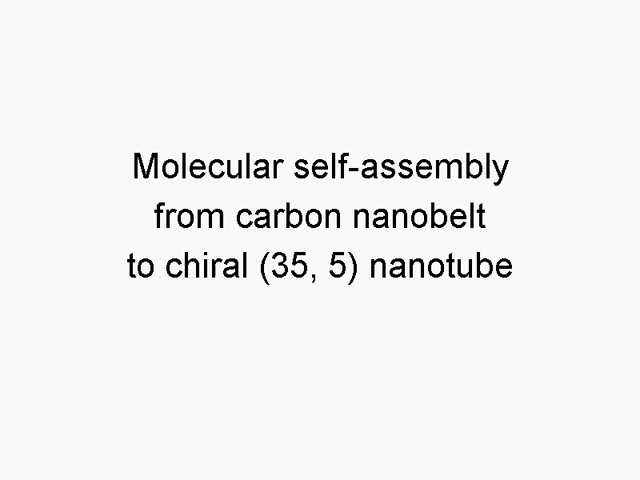 Molecular self-assembly
from carbon nanobelt
to chiral (35, 5) nanotube